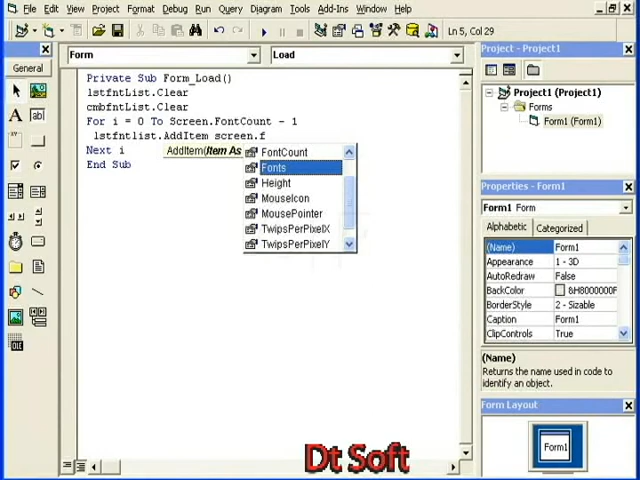 File Edit View Project Format Debug Run Query Diagram Tools Add-Ins Window Help
Ln 5, Col 29
General
Form Load
Private Sub Form_Load()
lstfntList.Clear
cmbfntList.Clear
For i = 0 To Screen.FontCount - 1
lstfntlist.AddItem screen.f
Next i
AddItem(Item As
End Sub
FontCount
Fonts
Height
MouseIcon
MousePointer
TwipsPerPixelX
TwipsPerPixelY
Project - Project1
Project1 (Project1)
Forms
Form1 (Form1)
Properties - Form1
Form1 Form
Alphabetic Categorized
(Name) Form1
Appearance 1 - 3D
AutoRedraw False
BackColor &H8000000F
BorderStyle 2 - Sizable
Caption Form1
ClipControls True
(Name)
Returns the name used in code to
identify an object.
Form Layout
Form1
Dt Soft